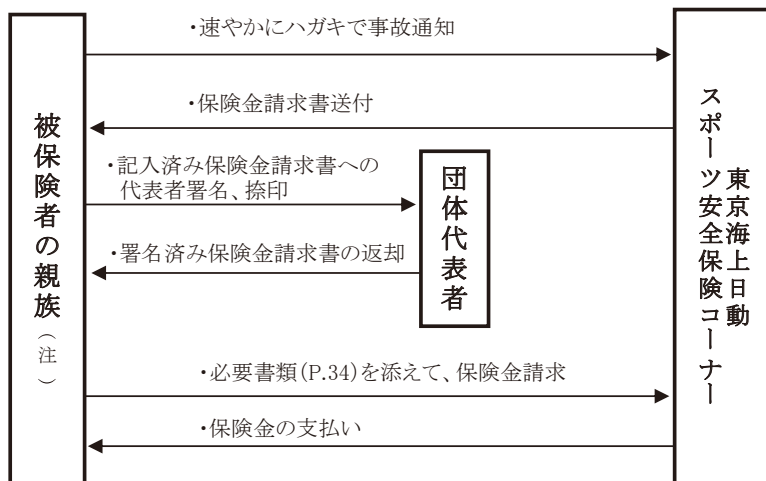 ・速やかにハガキで事故通知
・保険金請求書送付
・記入済み保険金請求書への
代表者署名、捺印
・署名済み保険金請求書の返却
・必要書類(P.34)を添えて、保険金請求
・保険金の支払い
被保険者の親族（注）
団体代表者
東京海上日動
スポーツ安全保険コーナー